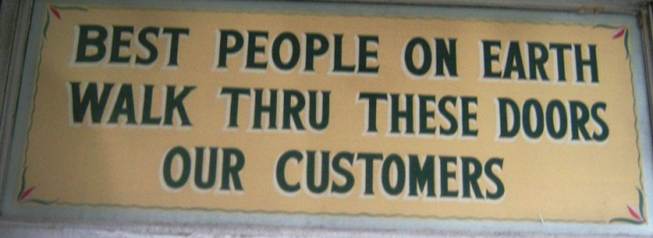 BEST PEOPLE ON EARTH
WALK THRU THESE DOORS
OUR CUSTOMERS